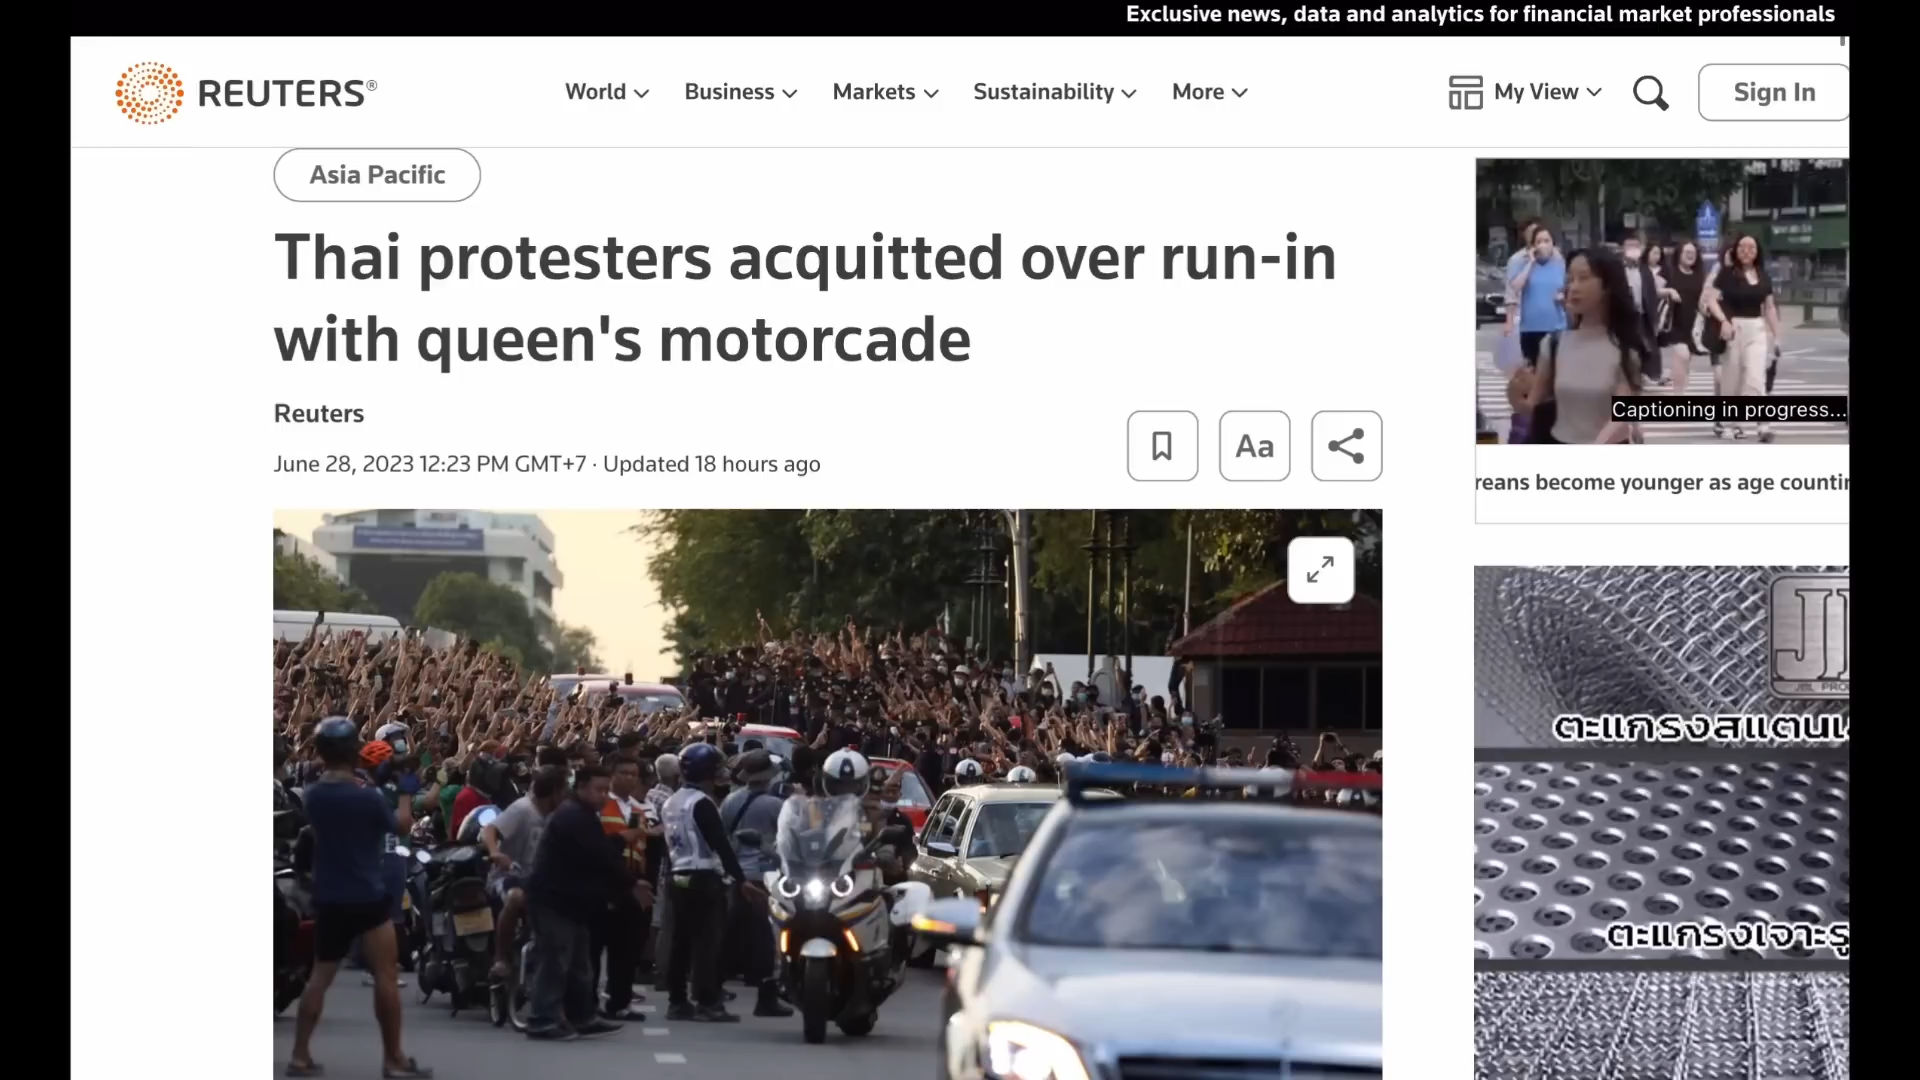 Exclusive news, data and analytics for financial market professionals
REUTERS®
World
Business
Markets
Sustainability
More
My View
Sign In
Asia Pacific
Thai protesters acquitted over run-in
with queen's motorcade
Reuters
June 28, 2023 12:23 PM GMT+7 · Updated 18 hours ago
Aa
Captioning in progress...
reans become younger as age countin
ตะแกรงสแตนเ
ตะแกรงเจาะรู